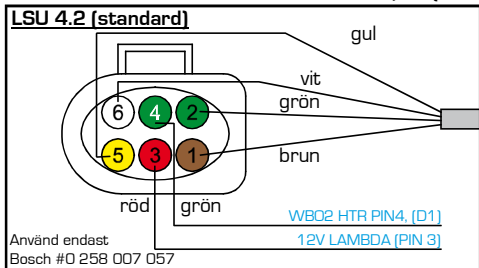 LSU 4.2 (standard)
gul
vit
grön
6 4 2
5 3 1
brun
röd grön
WBO2 HTR PIN4, (D1)
12V LAMBDA (PIN 3)
Använd endast
Bosch #0 258 007 057